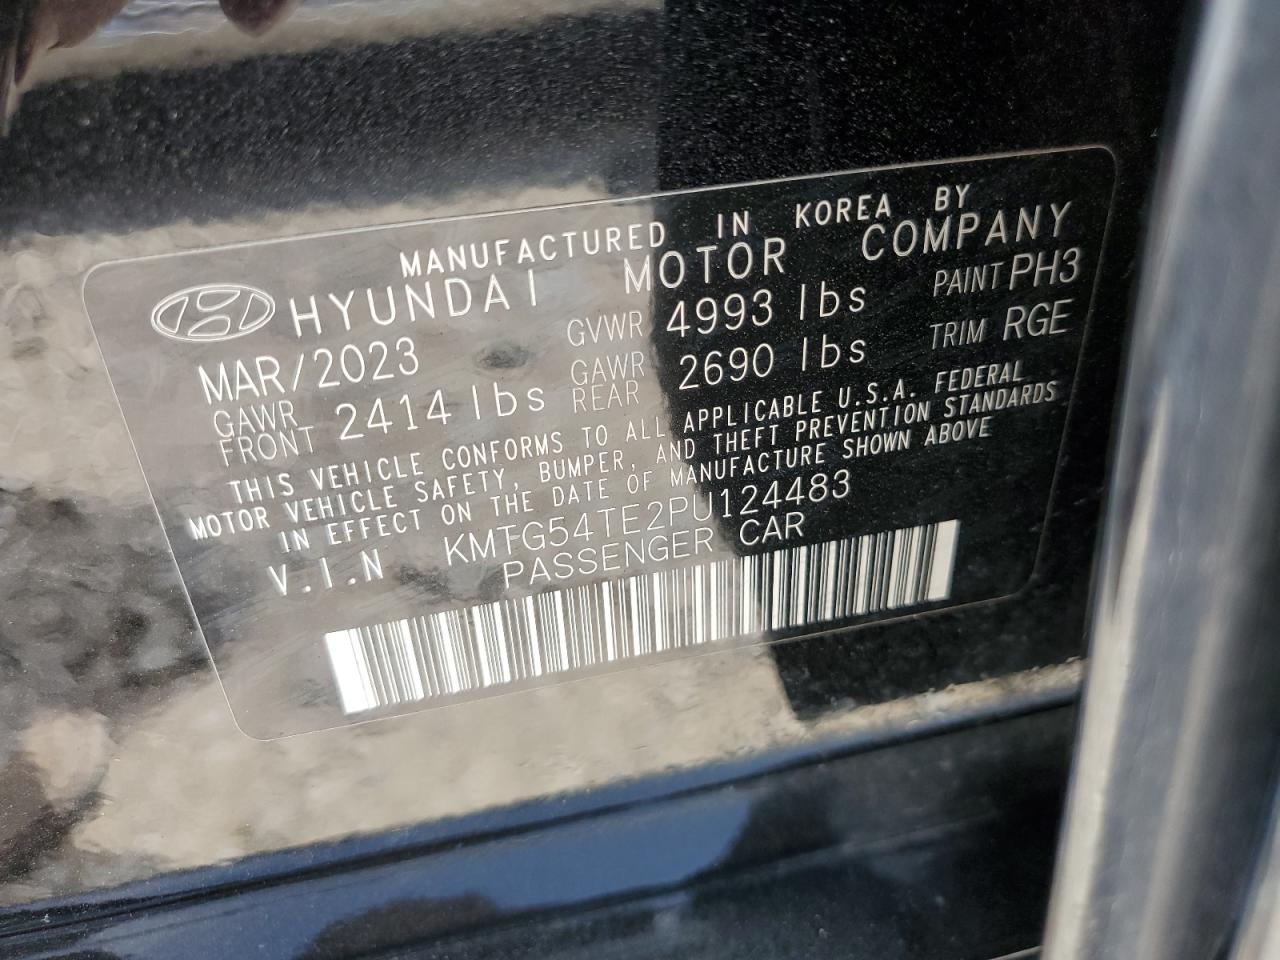 MANUFACTURED IN KOREA BY
HYUNDAI MOTOR COMPANY
MAR/2023 GVWR 4993 lbs PAINT PH3
GAWR FRONT 2414 lbs GAWR REAR 2690 lbs TRIM RGE
THIS VEHICLE CONFORMS TO ALL APPLICABLE U.S.A. FEDERAL
MOTOR VEHICLE SAFETY, BUMPER, AND THEFT PREVENTION STANDARDS
IN EFFECT ON THE DATE OF MANUFACTURE SHOWN ABOVE
V.I.N KMTG54TE2PU124483
PASSENGER CAR